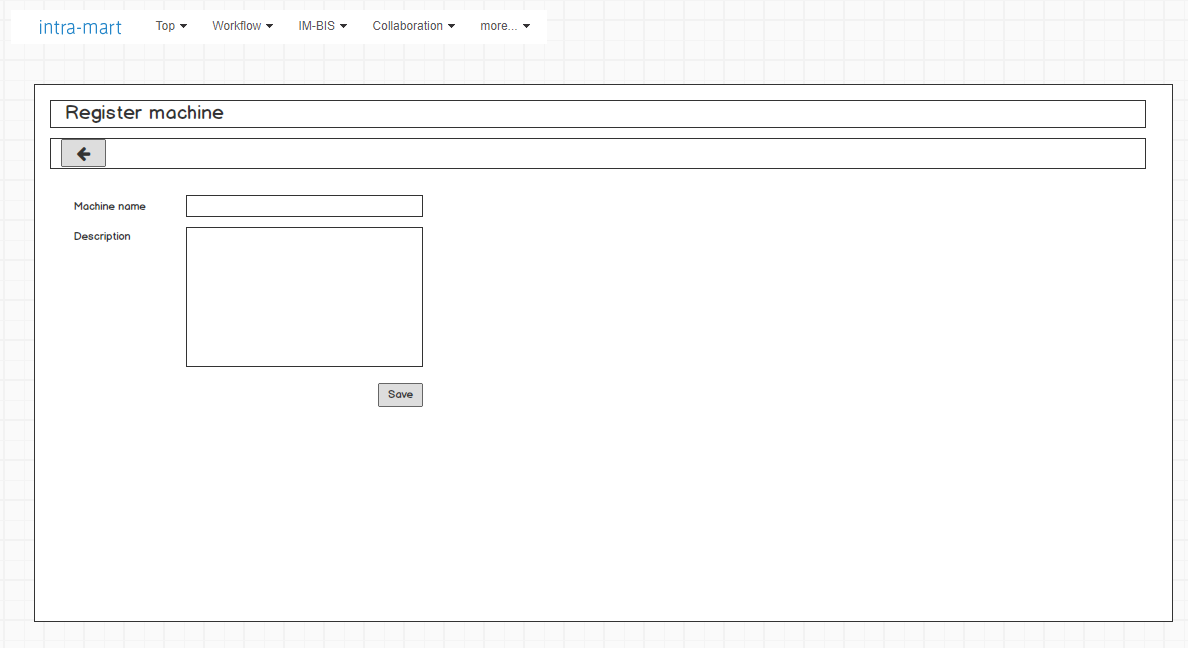 intra-mart Top Workflow IM-BIS Collaboration more...
Register machine
Machine name
Description
Save